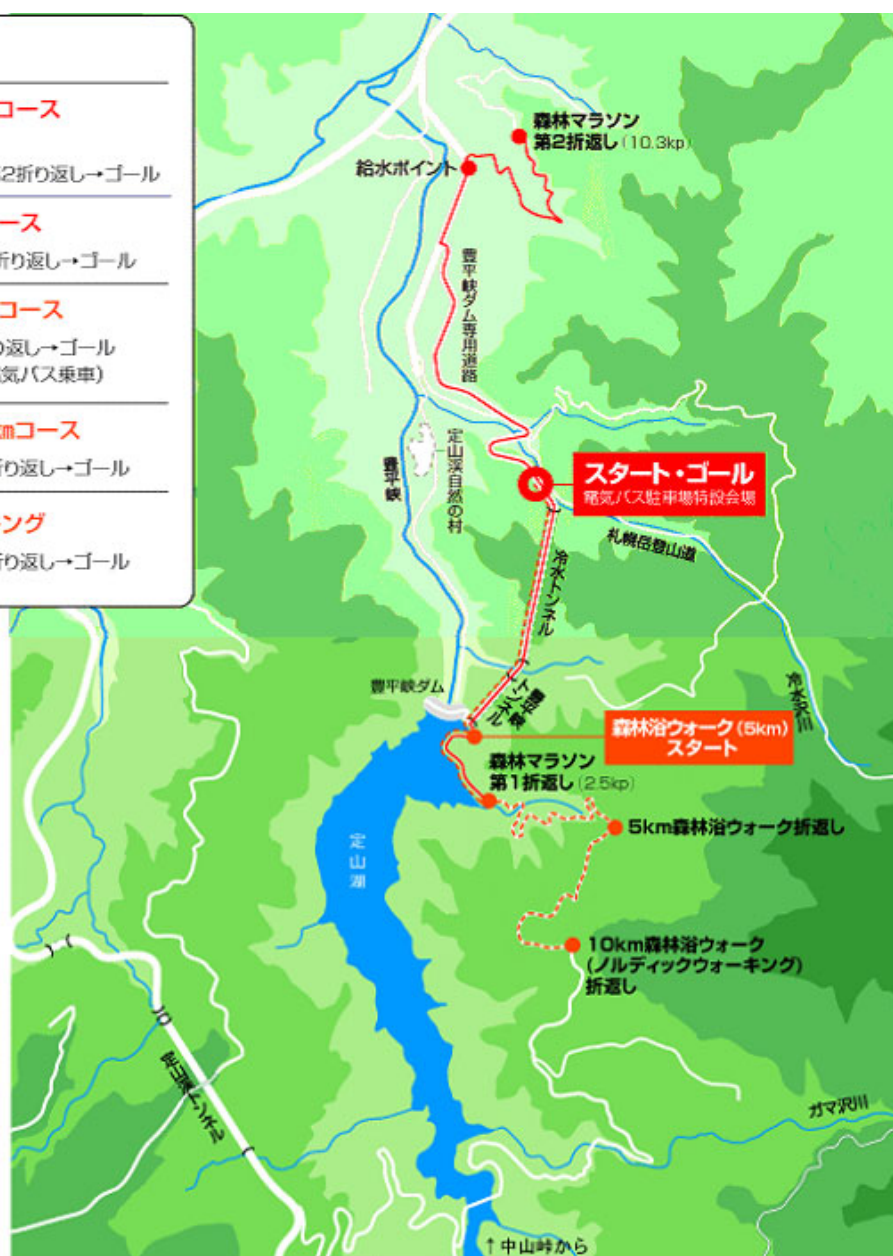 コース
2折り返し→ゴール
ース
折り返し→ゴール
コース
り返し→ゴール
気バス乗車）
kmコース
折り返し→ゴール
ング
折り返し→ゴール
森林マラソン
第2折返し(10.3kp)
給水ポイント
豊平峡ダム専用道路
定山渓自然の村
豊平峡
スタート・ゴール
電気バス駐車場特設会場
札幌岳登山道
冷水トンネル
冷水沢川
豊平峡ダム
豊平峡トンネル
森林浴ウォーク(5km)
スタート
森林マラソン
第1折返し(2.5kp)
5km森林浴ウォーク折返し
定山湖
10km森林浴ウォーク
(ノルディックウォーキング)
折返し
定山渓トンネル
ガマ沢川
↑中山峠から